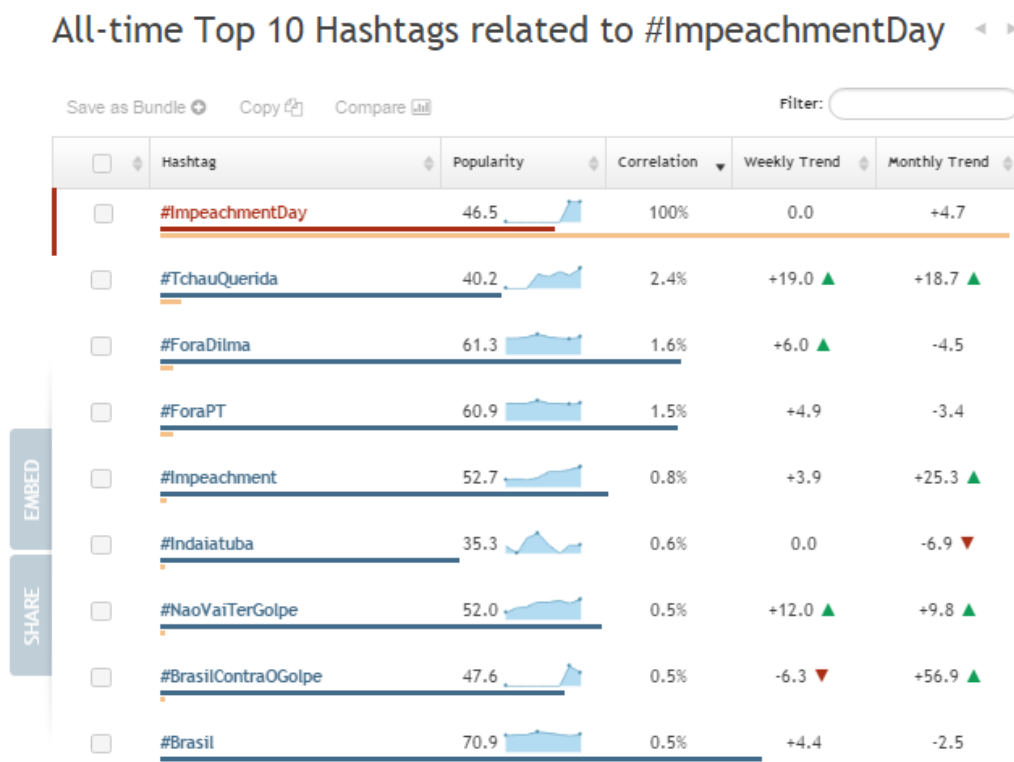 All-time Top 10 Hashtags related to #ImpeachmentDay
Save as Bundle Copy Compare Filter:
Hashtag Popularity Correlation Weekly Trend Monthly Trend
#ImpeachmentDay 46.5 100% 0.0 +4.7
#TchauQuerida 40.2 2.4% +19.0 +18.7
#ForaDilma 61.3 1.6% +6.0 -4.5
#ForaPT 60.9 1.5% +4.9 -3.4
#Impeachment 52.7 0.8% +3.9 +25.3
#Indaiatuba 35.3 0.6% 0.0 -6.9
#NaoVaiTerGolpe 52.0 0.5% +12.0 +9.8
#BrasilContraOGolpe 47.6 0.5% -6.3 +56.9
#Brasil 70.9 0.5% +4.4 -2.5
EMBED
SHARE